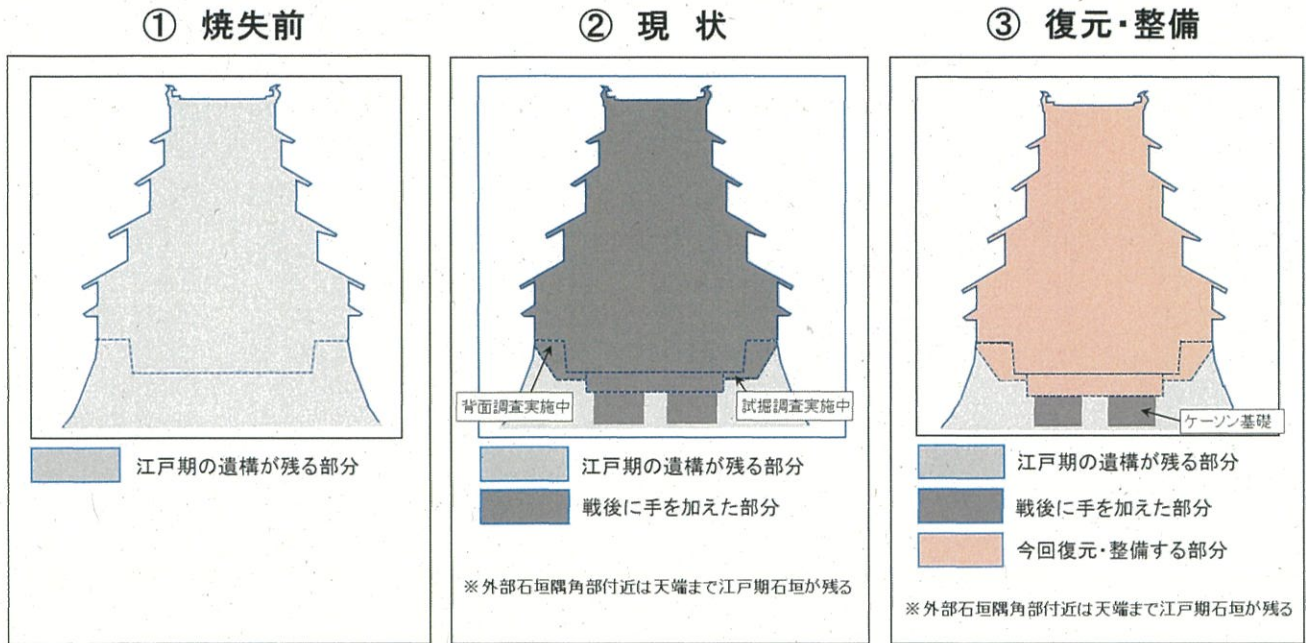 ① 焼失前
江戸期の遺構が残る部分
② 現 状
背面調査実施中
試掘調査実施中
江戸期の遺構が残る部分
戦後に手を加えた部分
※外部石垣隅角部付近は天端まで江戸期石垣が残る
③ 復元・整備
ケーソン基礎
江戸期の遺構が残る部分
戦後に手を加えた部分
今回復元・整備する部分
※外部石垣隅角部付近は天端まで江戸期石垣が残る